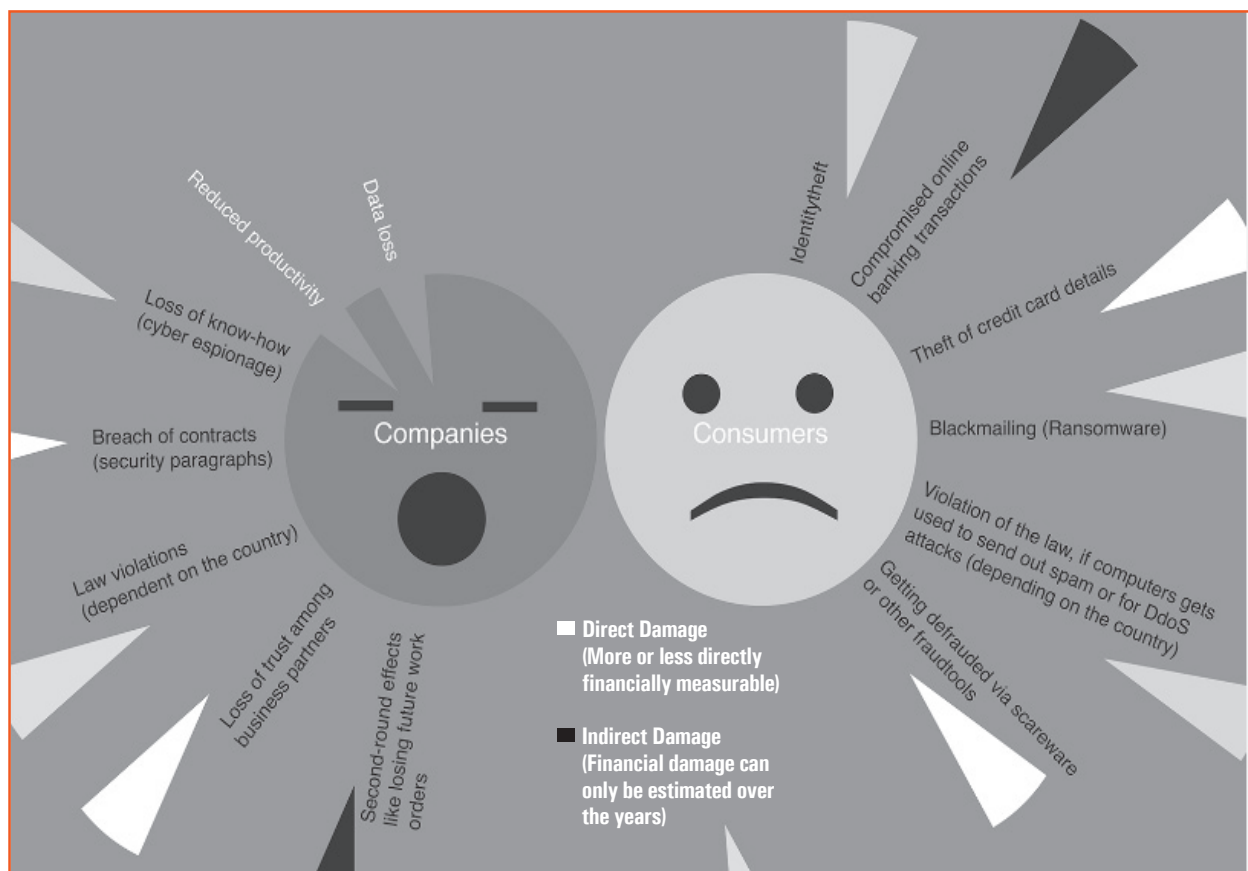 Data loss
Reduced productivity
Loss of know-how
(cyber espionage)
Breach of contracts
(security paragraphs)
Law violations
(dependent on the country)
Loss of trust among
business partners
Second-round effects
like losing future work
orders
Companies
Consumers
Identitytheft
Compromised online
banking transactions
Theft of credit card details
Blackmailing (Ransomware)
Violation of the law, if computers gets
used to send out spam or for DdoS
attacks (depending on the country)
Getting defrauded via scareware
or other fraudtools
Direct Damage
(More or less directly
financially measurable)
Indirect Damage
(Financial damage can
only be estimated over
the years)